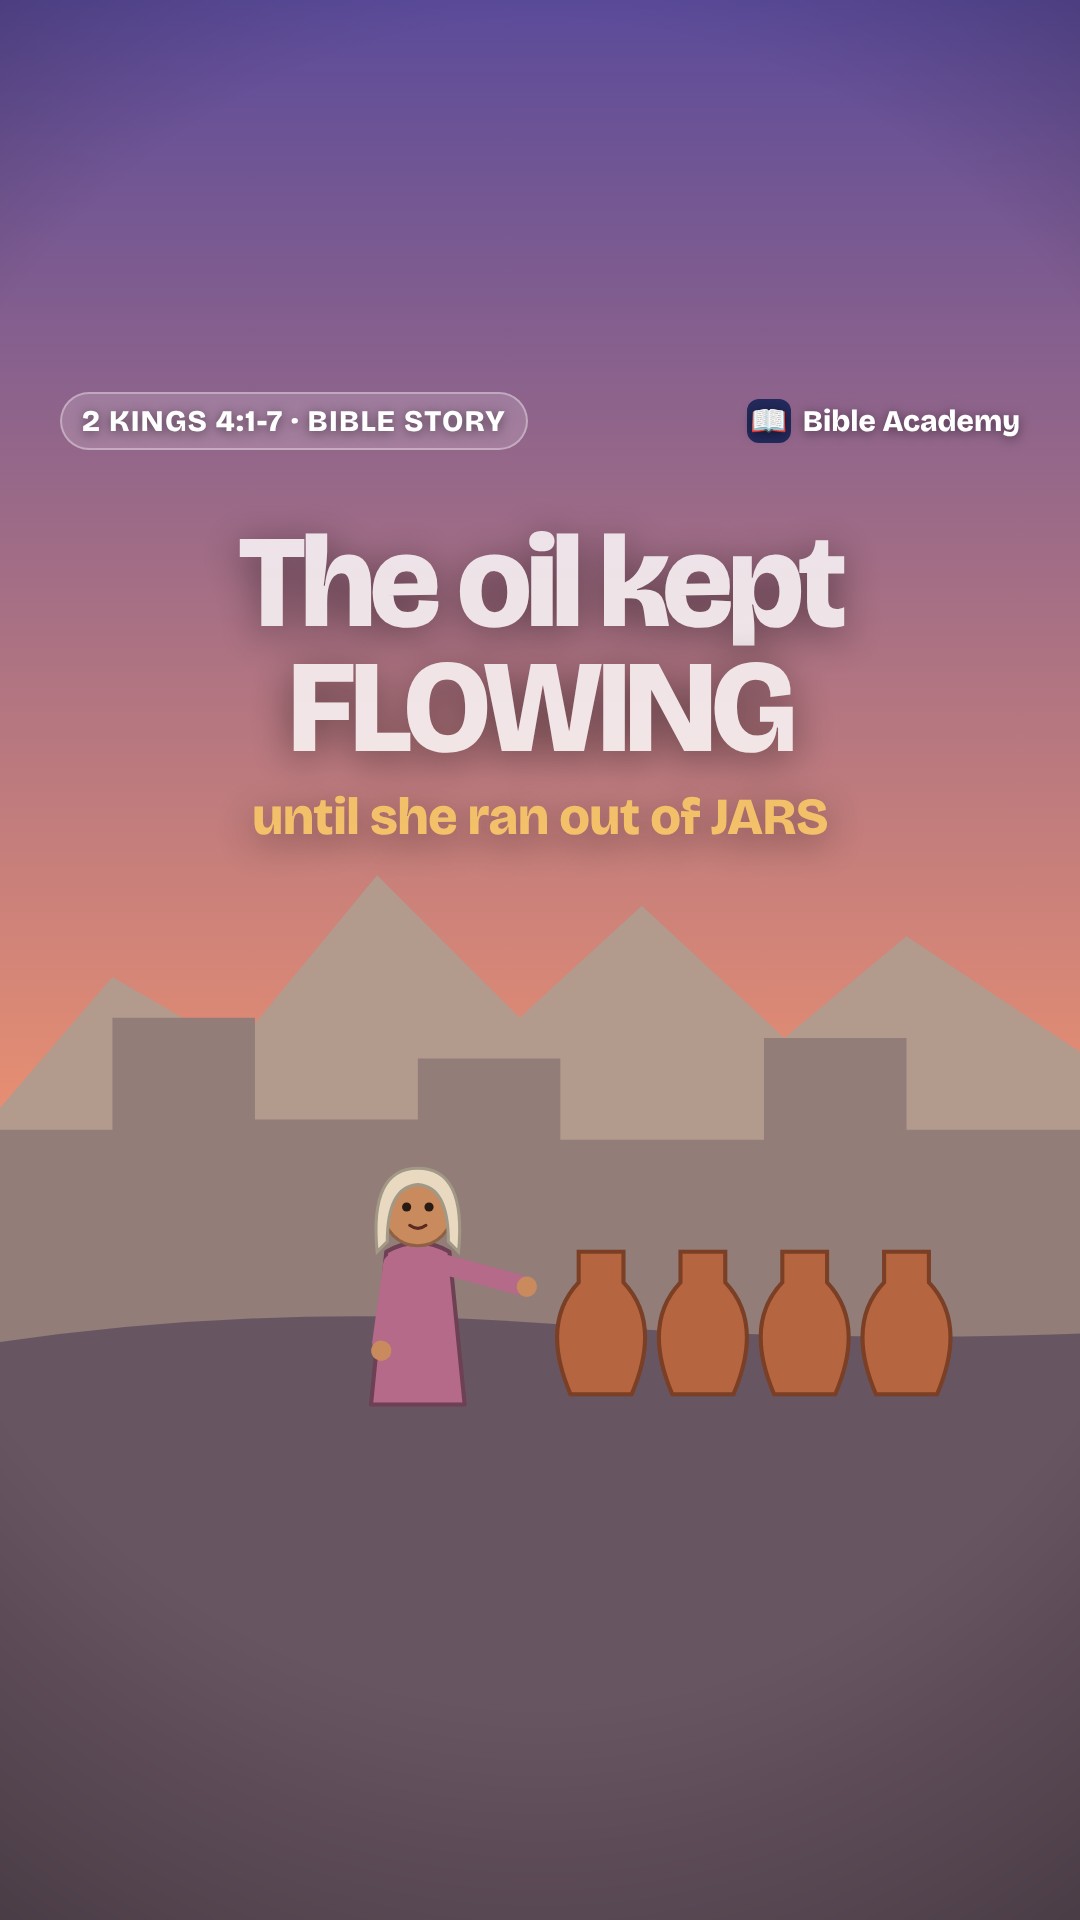 2 KINGS 4:1-7 · BIBLE STORY
Bible Academy
The oil kept
FLOWING
until she ran out of JARS